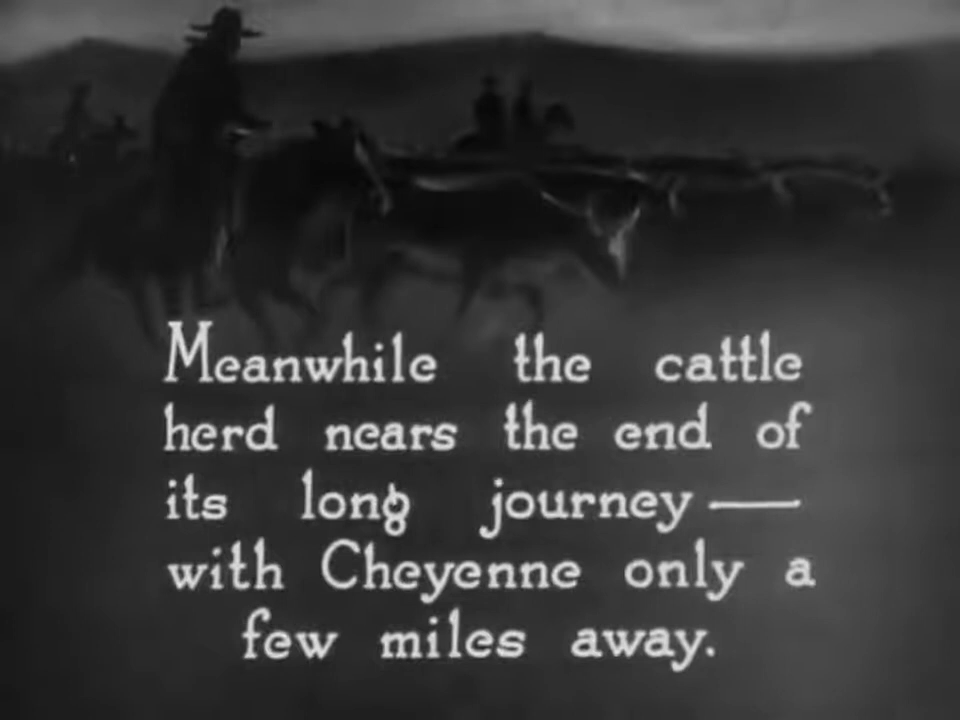 Meanwhile the cattle
herd nears the end of
its long journey —
with Cheyenne only a
few miles away.